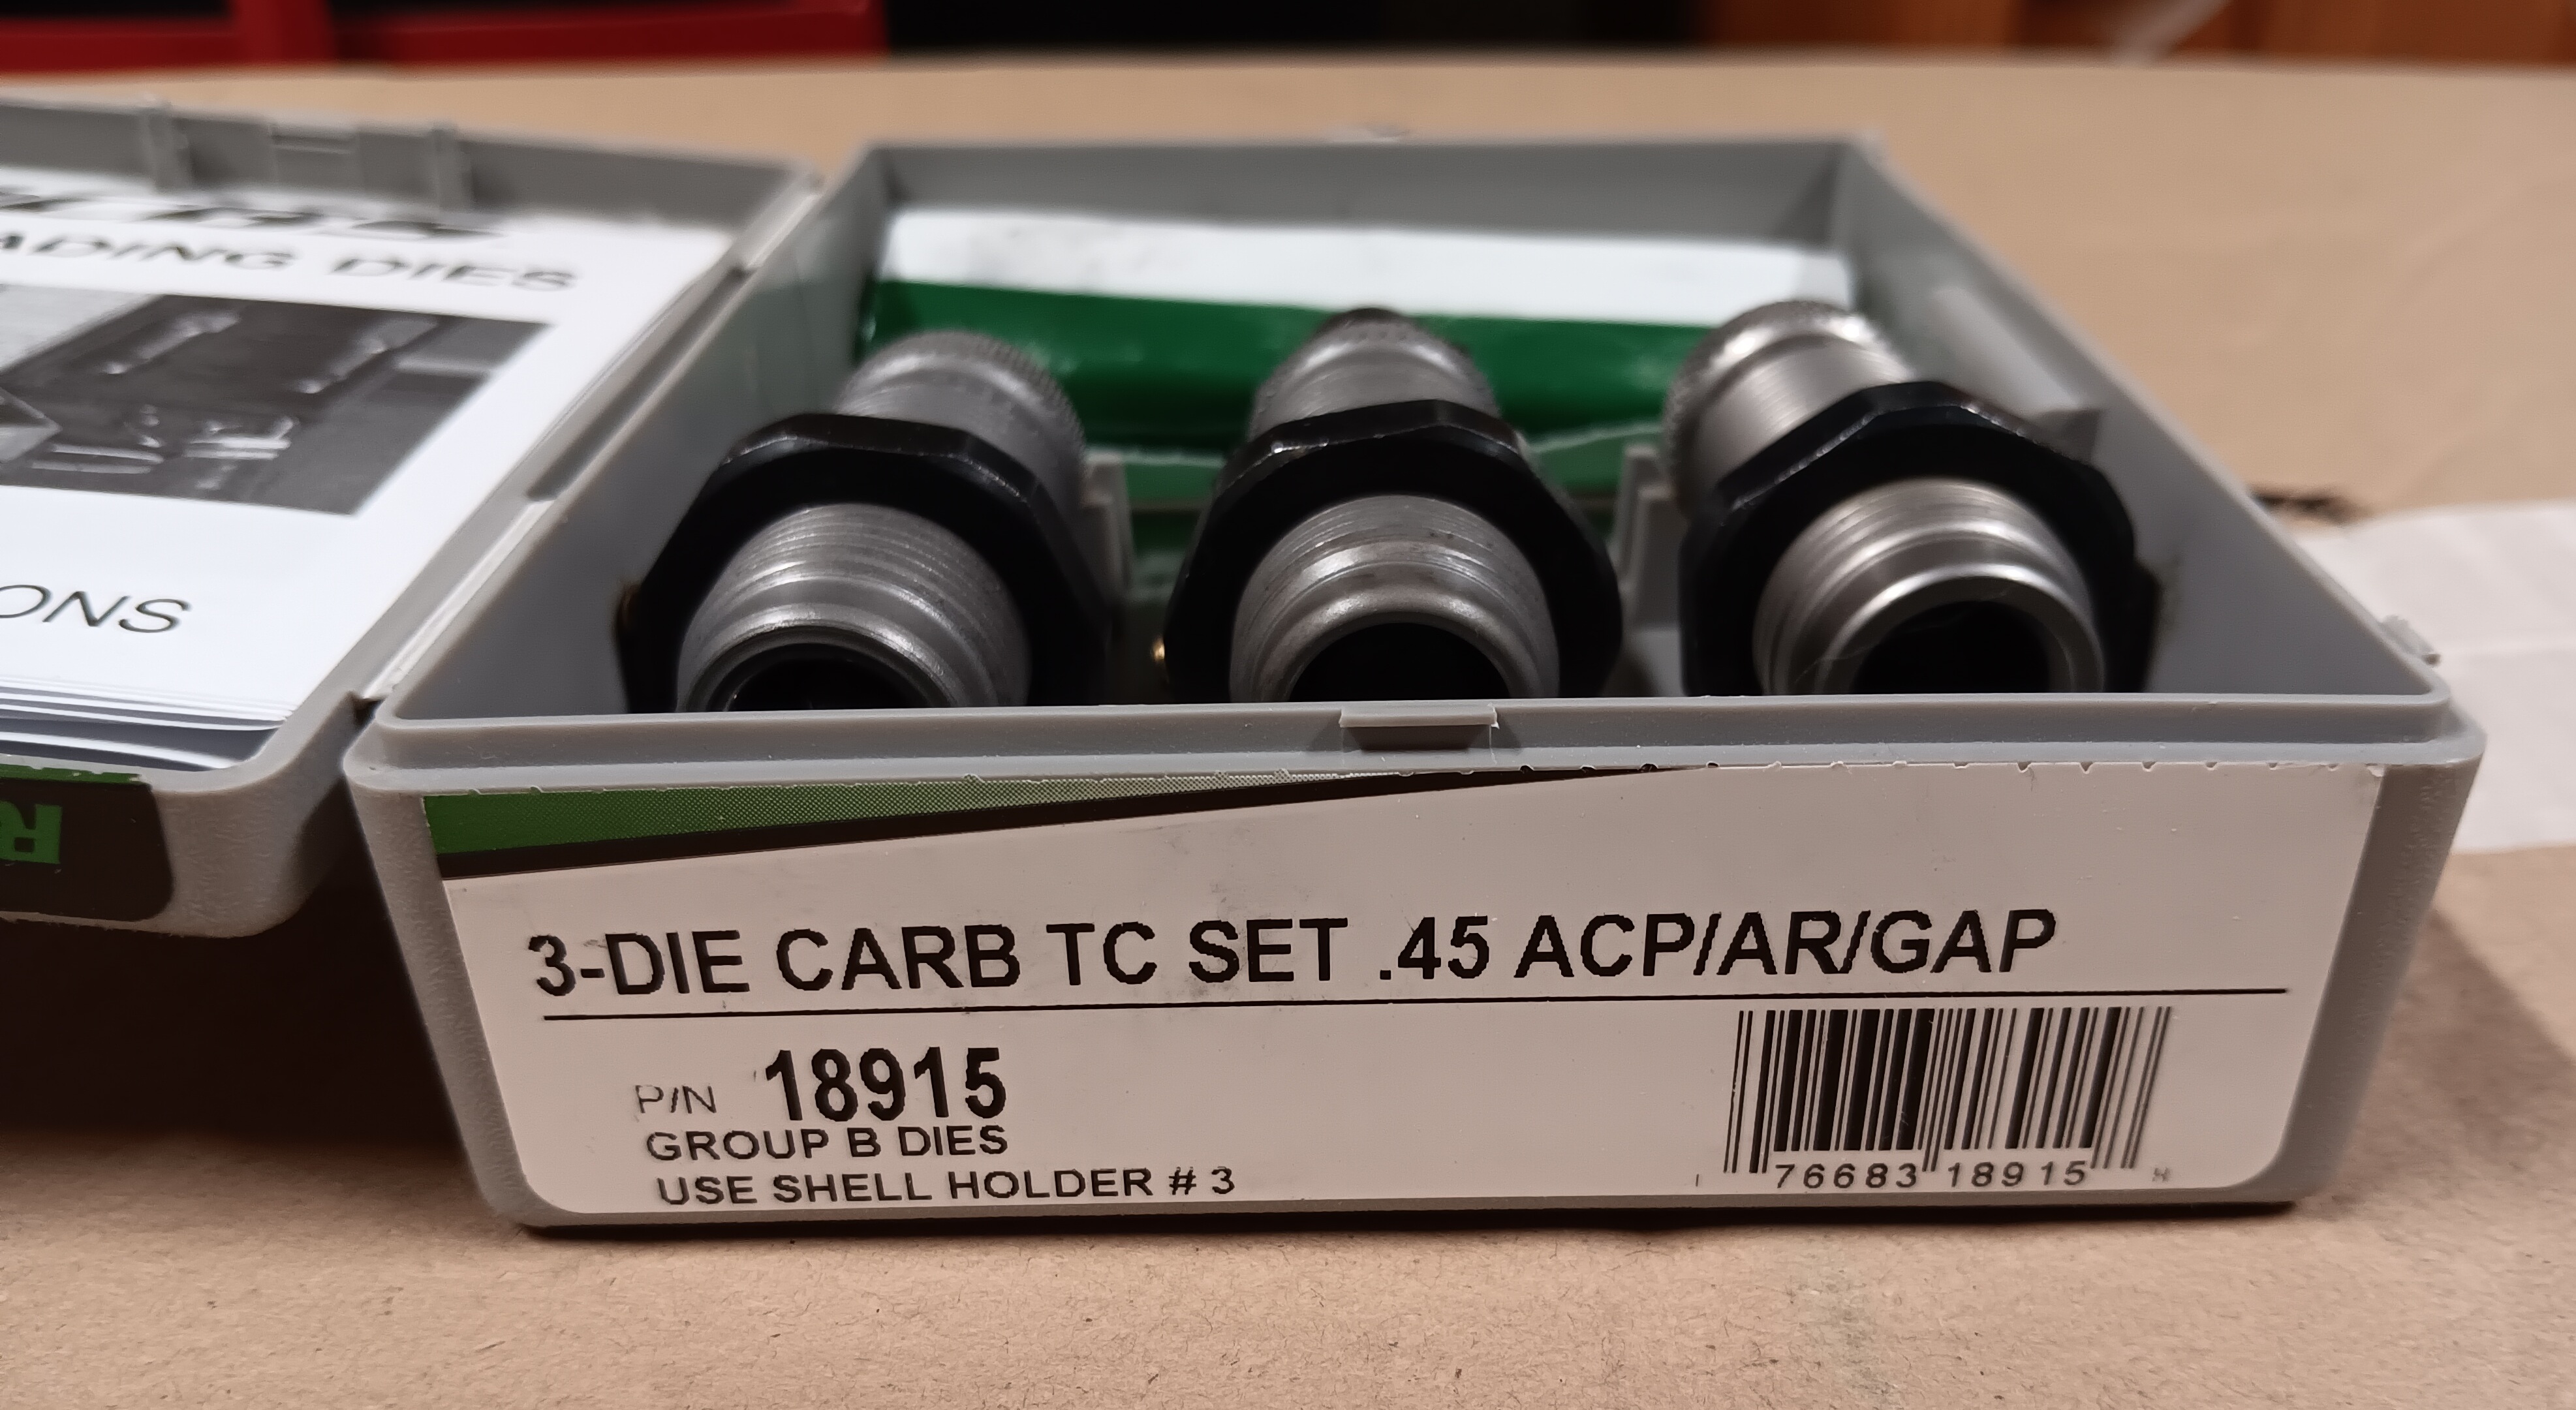 ADING DIES
ONS
R
3-DIE CARB TC SET .45 ACP/AR/GAP
P/N 18915
GROUP B DIES
USE SHELL HOLDER # 3
76683 18915